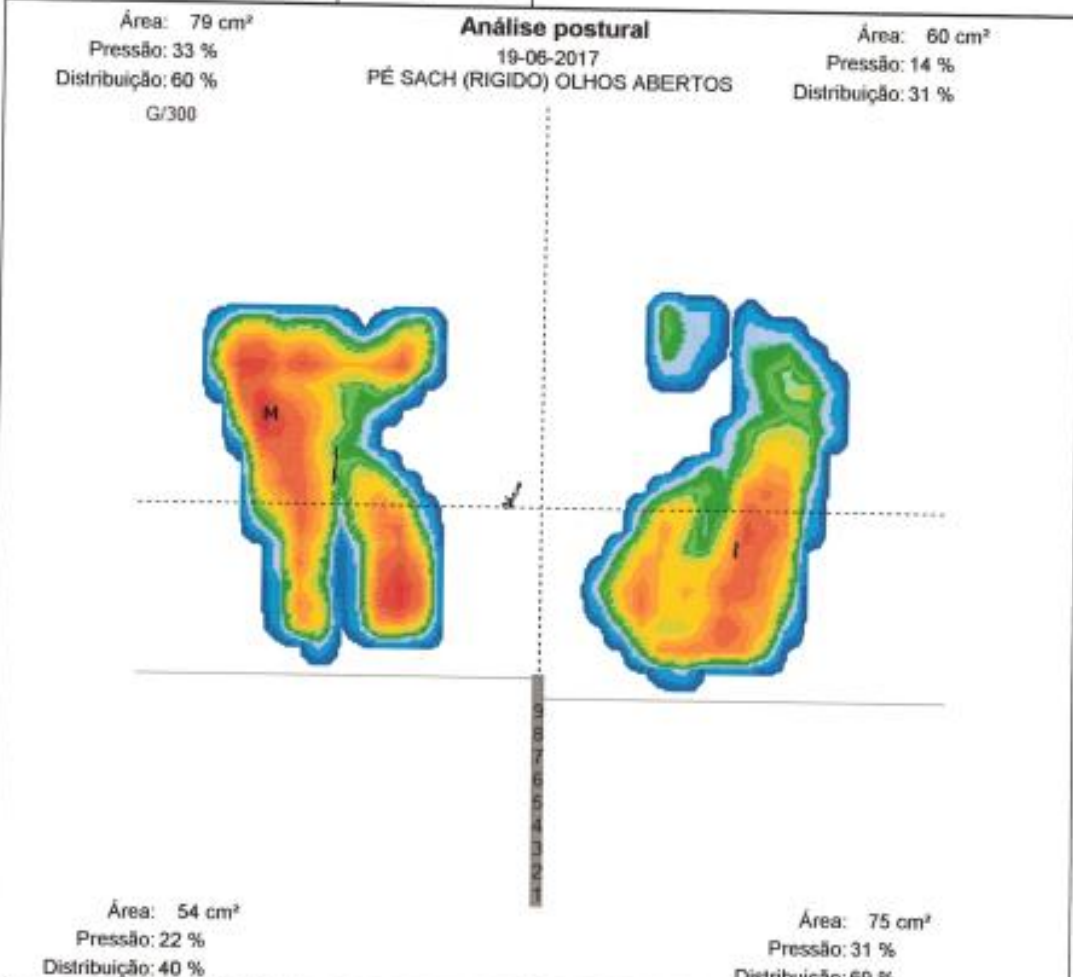 Área: 79 cm²
Pressão: 33 %
Distribuição: 60 %
G/300
Análise postural
19-06-2017
PÉ SACH (RIGIDO) OLHOS ABERTOS
Área: 60 cm²
Pressão: 14 %
Distribuição: 31 %
M
9
8
7
6
5
4
3
2
1
Área: 54 cm²
Pressão: 22 %
Distribuição: 40 %
Área: 75 cm²
Pressão: 31 %
Distribuição: 69 %